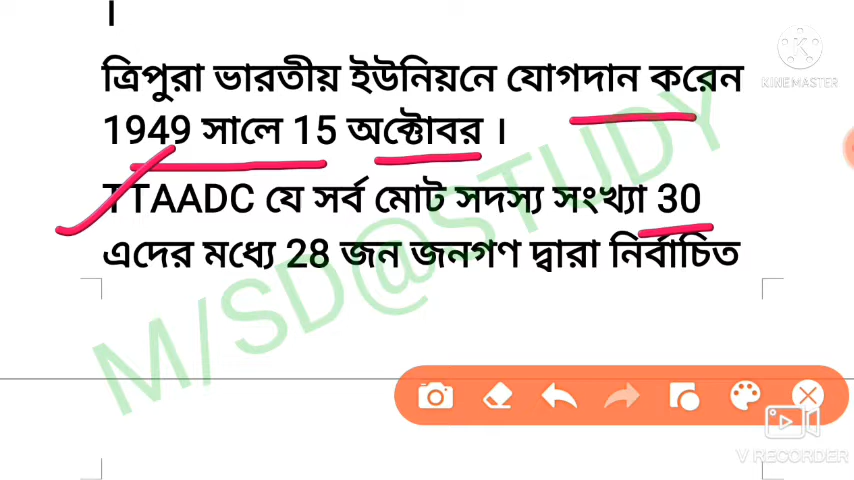 ।
ত্রিপুরা ভারতীয় ইউনিয়নে যোগদান করেন
1949 সালে 15 অক্টোবর ।
TTAADC যে সর্ব মোট সদস্য সংখ্যা 30
এদের মধ্যে 28 জন জনগণ দ্বারা নির্বাচিত
M/SD@STUDY
KINEMASTER
V RECORDER